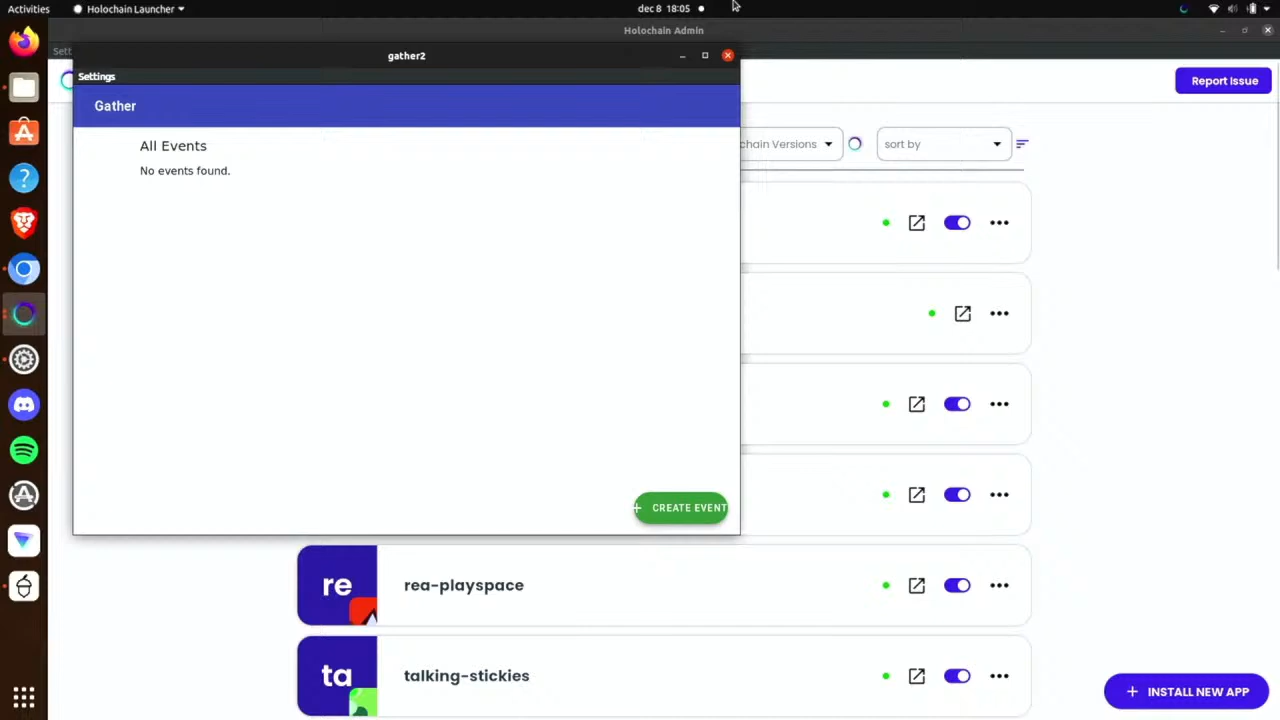 Activities
Holochain Launcher
dec 8 18:05
Holochain Admin
Sett
gather2
Settings
Gather
Report Issue
All Events
No events found.
chain Versions
sort by
CREATE EVENT
re
rea-playspace
ta
talking-stickies
INSTALL NEW APP